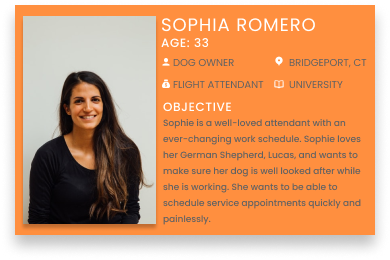 SOPHIA ROMERO
AGE: 33
DOG OWNER
BRIDGEPORT, CT
FLIGHT ATTENDANT
UNIVERSITY
OBJECTIVE
Sophie is a well-loved attendant with an
ever-changing work schedule. Sophie loves
her German Shepherd, Lucas, and wants to
make sure her dog is well looked after while
she is working. She wants to be able to
schedule service appointments quickly and
painlessly.